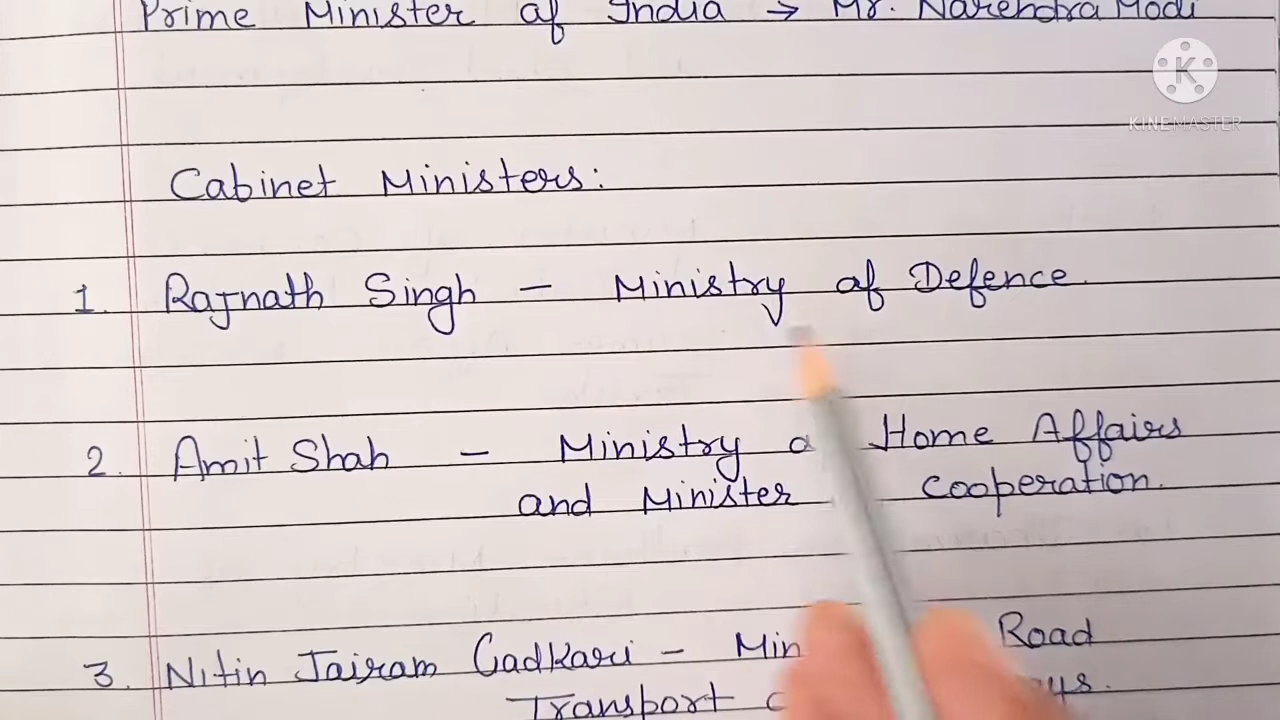 Prime Minister of India → Mr. Narendra Modi
KINEMASTER
Cabinet Ministers:
1. Rajnath Singh - Ministry of Defence.
2. Amit Shah - Ministry Home Affairs
and Minister cooperation.
3. Nitin Jairam Gadkari - Road
Transport